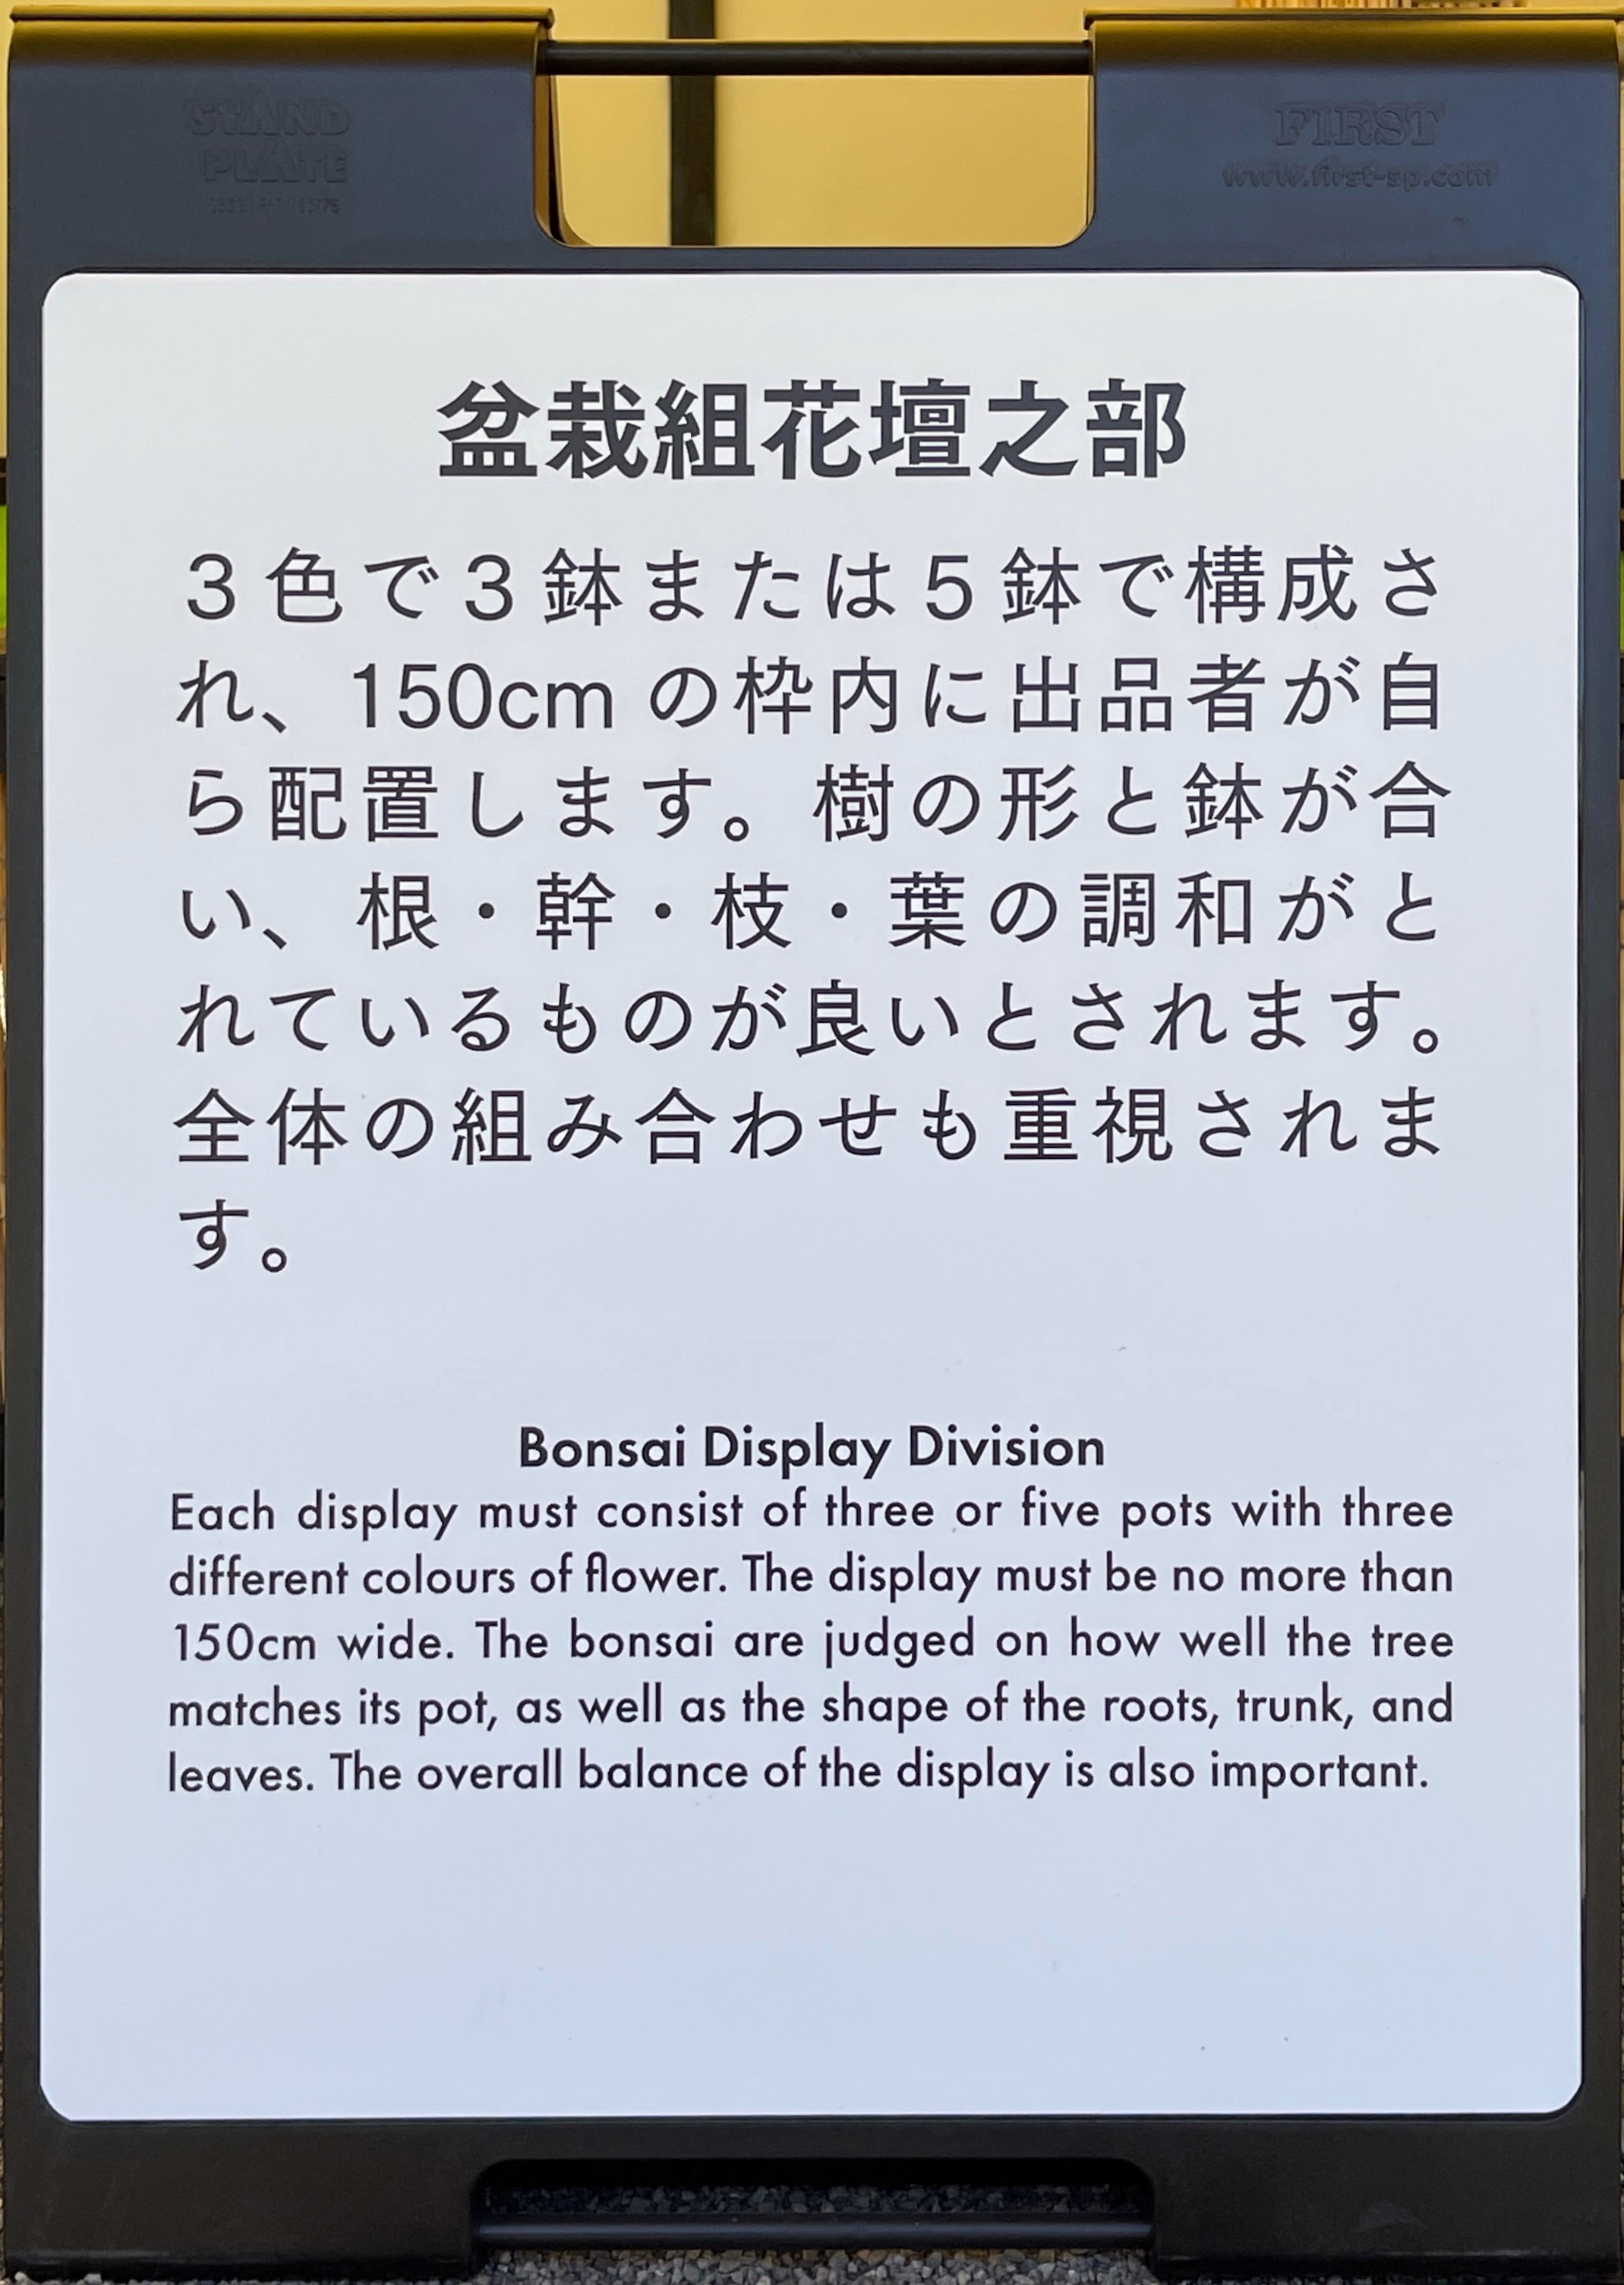 STAND
PLATE
FIRST
www.first-sp.com
盆栽組花壇之部
3色で3鉢または5鉢で構成さ
れ、150cmの枠内に出品者が自
ら配置します。樹の形と鉢が合
い、根・幹・枝・葉の調和がと
れているものが良いとされます。
全体の組み合わせも重視されま
す。
Bonsai Display Division
Each display must consist of three or five pots with three
different colours of flower. The display must be no more than
150cm wide. The bonsai are judged on how well the tree
matches its pot, as well as the shape of the roots, trunk, and
leaves. The overall balance of the display is also important.